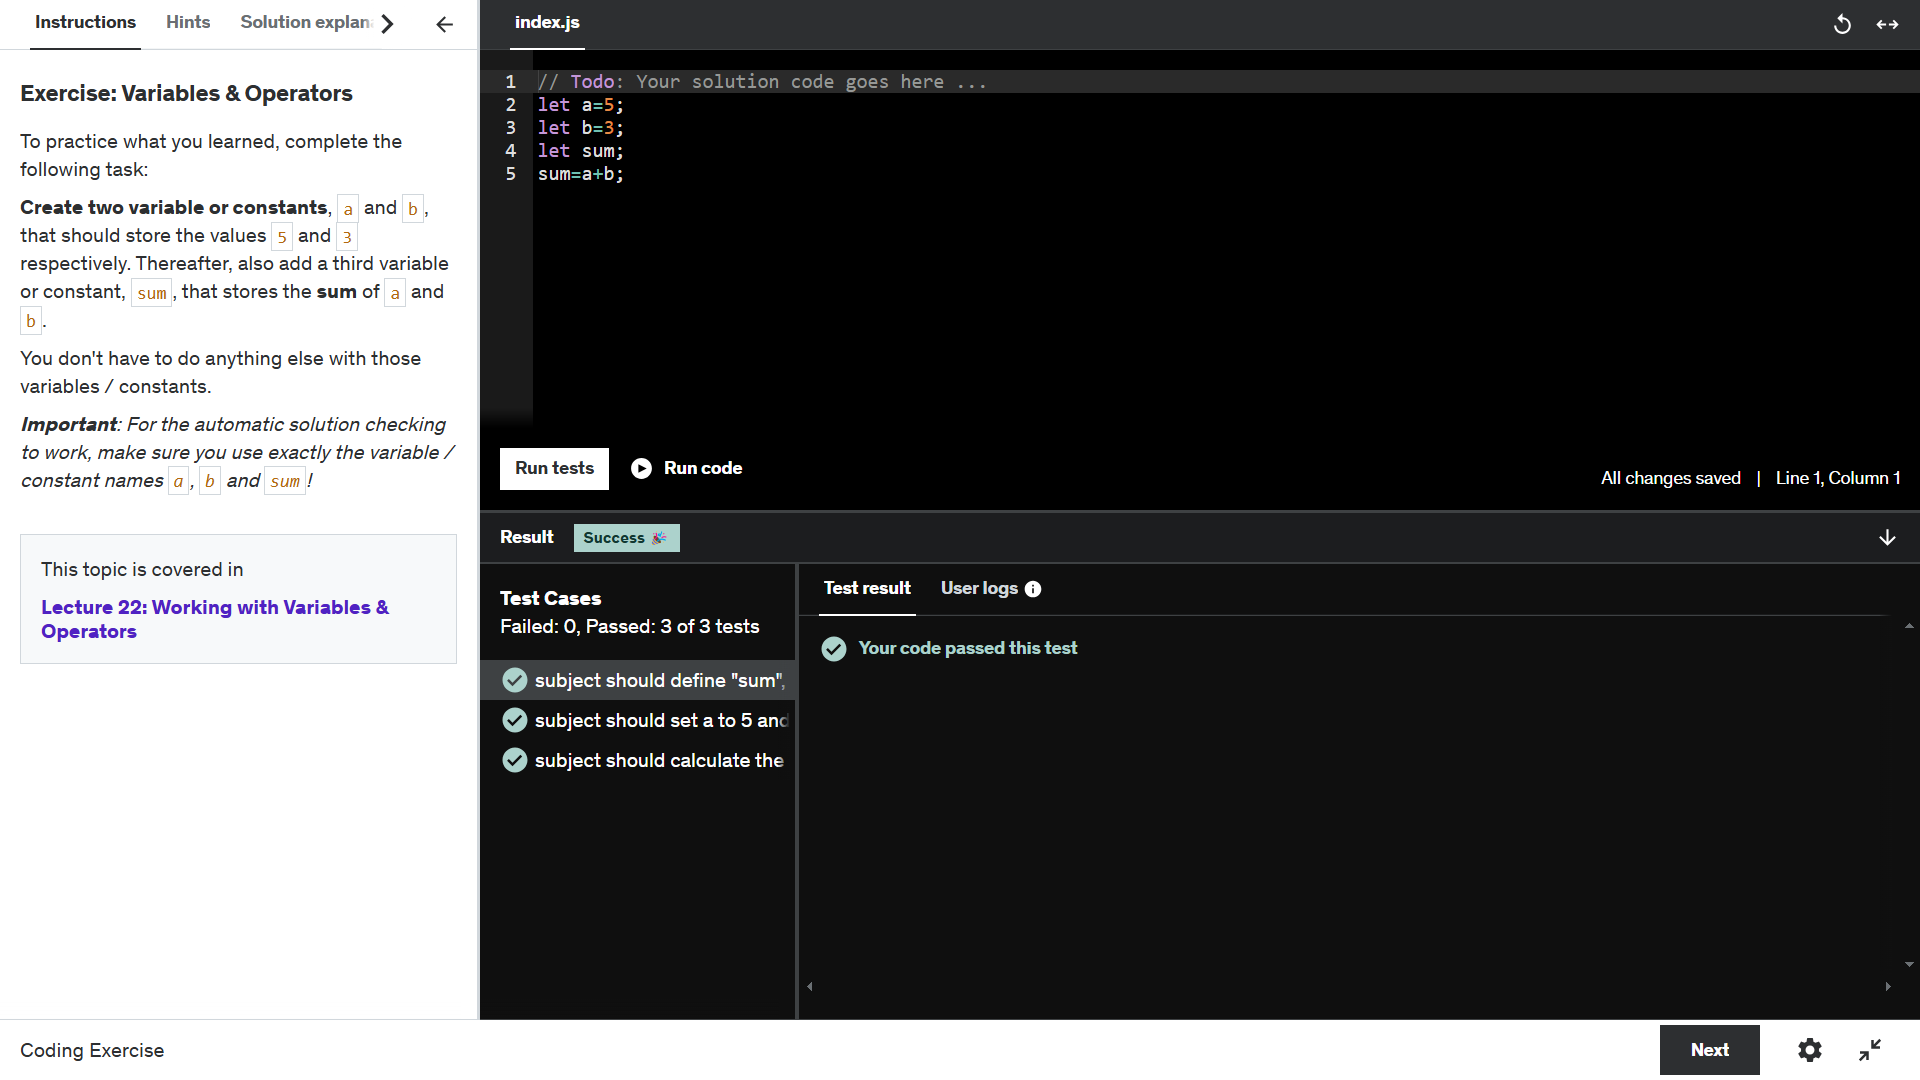 Instructions
Hints
Solution explan
Exercise: Variables & Operators
To practice what you learned, complete the
following task:
Create two variable or constants, a and b,
that should store the values 5 and 3
respectively. Thereafter, also add a third variable
or constant, sum, that stores the sum of a and
b.
You don't have to do anything else with those
variables / constants.
Important: For the automatic solution checking
to work, make sure you use exactly the variable /
constant names a, b and sum!
This topic is covered in
Lecture 22: Working with Variables &
Operators
index.js
1 // Todo: Your solution code goes here ...
2 let a=5;
3 let b=3;
4 let sum;
5 sum=a+b;
Run tests
Run code
All changes saved | Line 1, Column 1
Result
Success
Test Cases
Failed: 0, Passed: 3 of 3 tests
subject should define "sum",
subject should set a to 5 and
subject should calculate the
Test result
User logs
Your code passed this test
Coding Exercise
Next